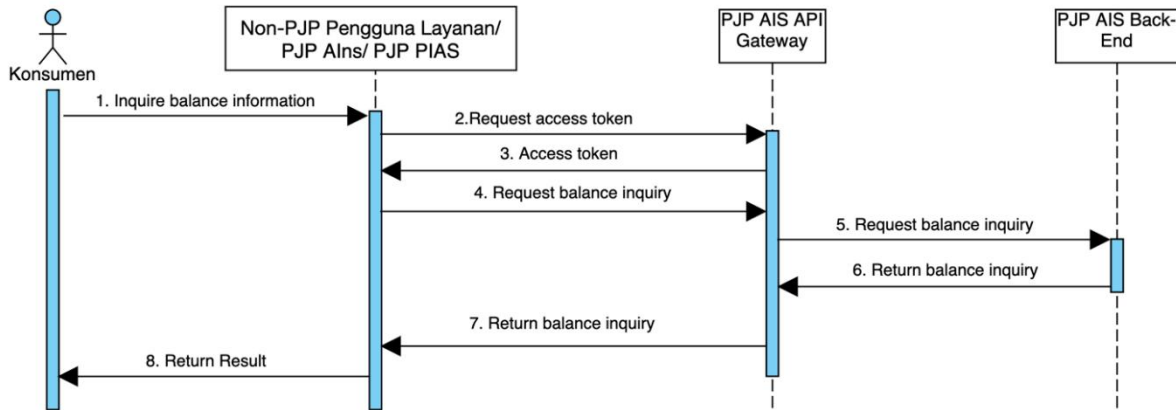 Konsumen
Non-PJP Pengguna Layanan/
PJP AIns/ PJP PIAS
PJP AIS API
Gateway
PJP AIS Back-
End
1. Inquire balance information
2.Request access token
3. Access token
4. Request balance inquiry
5. Request balance inquiry
6. Return balance inquiry
7. Return balance inquiry
8. Return Result